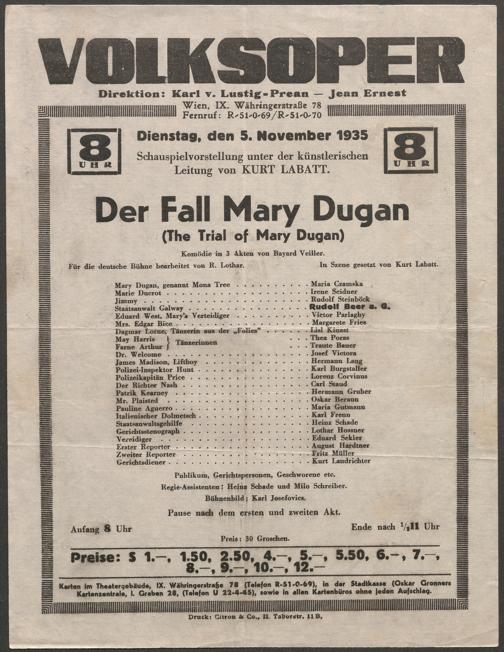 VOLKSOPER
Direktion: Karl v. Lustig-Prean — Jean Ernest
Wien, IX. Währingerstraße 78
Fernruf: R-51-0-69/R-51-0-70
8 UHR
Dienstag, den 5. November 1935
8 UHR
Schauspielvorstellung unter der künstlerischen
Leitung von KURT LABATT.
Der Fall Mary Dugan
(The Trial of Mary Dugan)
Komödie in 3 Akten von Bayard Veiller.
Für die deutsche Bühne bearbeitet von R. Lothar. In Szene gesetzt von Kurt Labatt.
Mary Dugan, genannt Mona Tree . . . . . . . . Maria Czamska
Marie Ducrot . . . . . . . . Irene Seidner
Jimmy . . . . . . . . Rudolf Steinböck
Staatsanwalt Galway . . . . . . . . Rudolf Beer a. G.
Eduard West, Mary's Verteidiger . . . . . . . . Victor Parlaghy
Mrs. Edgar Rice . . . . . . . . Margarete Fries
Dagmar Lorne, Tänzerin aus der „Folies" . . . . . . . . Lisl Kinast
May Harris } Tänzerinnen . . . . . . . . Thea Porzs
Farne Arthur } . . . . . . . . Traute Bauer
Dr. Welcome . . . . . . . . Josef Victora
James Madison, Liftboy . . . . . . . . Hermann Lang
Polizei-Inspektor Hunt . . . . . . . . Karl Burgstaller
Polizeikapitän Price . . . . . . . . Lorenz Corvinus
Der Richter Nash . . . . . . . . Carl Staud
Patrik Kearney . . . . . . . . Hermann Gruber
Mr. Plaisted . . . . . . . . Oskar Berson
Pauline Aguerro . . . . . . . . Maria Gutmann
Italienischer Dolmetsch . . . . . . . . Karl Frenn
Staatsanwaltsgehilfe . . . . . . . . Heinz Schade
Gerichtsstenograph . . . . . . . . Lothar Hossner
Vereidiger . . . . . . . . Eduard Sekler
Erster Reporter . . . . . . . . August Hardtner
Zweiter Reporter . . . . . . . . Fritz Müller
Gerichtsdiener . . . . . . . . Kurt Landrichter
Publikum, Gerichtspersonen, Geschworene etc.
Regie-Assistenten: Heinz Schade und Milo Schreiber.
Bühnenbild: Karl Josefovics.
Pause nach dem ersten und zweiten Akt.
Anfang 8 Uhr Ende nach ½11 Uhr
Preis: 30 Groschen.
Preise: S 1.—, 1.50, 2.50, 4.—, 5.—, 5.50, 6.—, 7.—,
8.—, 9.—, 10.—, 12.—
Karten im Theatergebäude, IX. Währingerstraße 78 (Telefon R-51-0-69), in der Stadtkasse (Oskar Gronners
Kartenzentrale, I. Graben 28, (Telefon U 22-4-45), sowie in allen Kartenbüros ohne jeden Aufschlag.
Druck: Citron & Co., II. Taborstr. 11B.